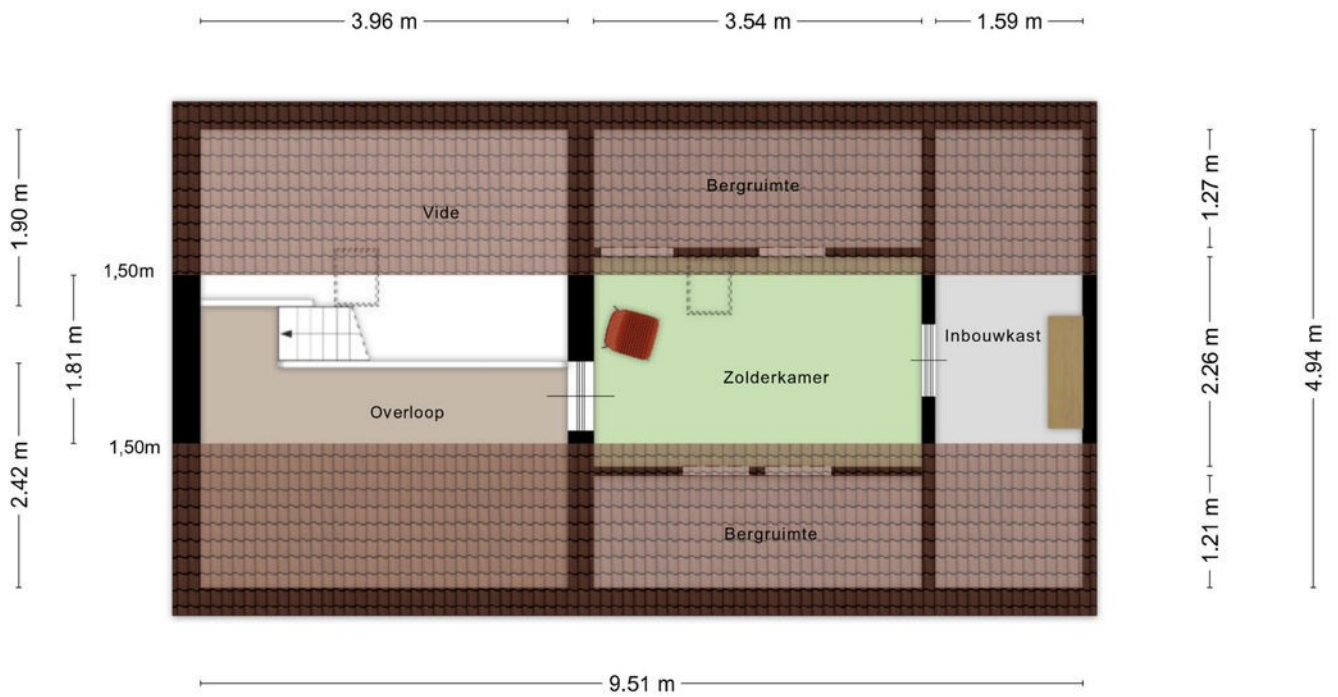 3.96 m
3.54 m
1.59 m
1.90 m
1.81 m
2.42 m
1,50m
1,50m
Vide
Overloop
Bergruimte
Zolderkamer
Bergruimte
Inbouwkast
1.27 m
2.26 m
1.21 m
4.94 m
9.51 m